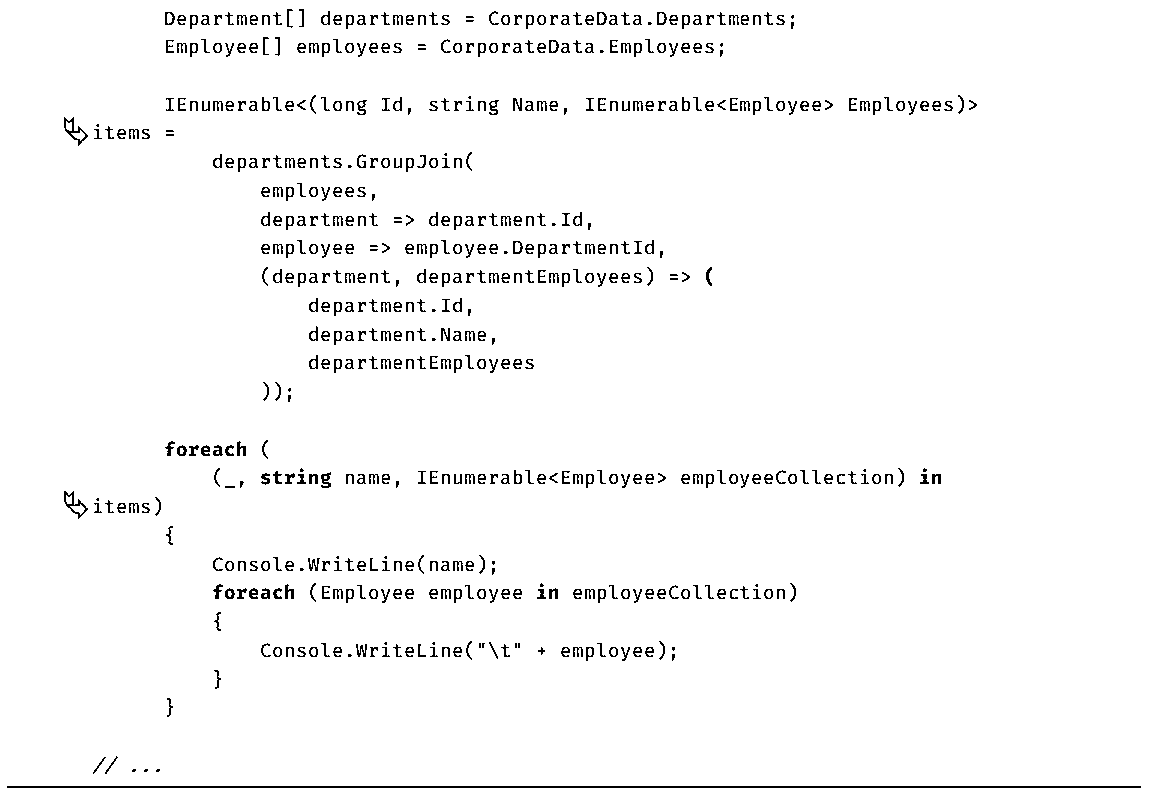 Department[] departments = CorporateData.Departments;
Employee[] employees = CorporateData.Employees;
IEnumerable<(long Id, string Name, IEnumerable<Employee> Employees)>
items =
departments.GroupJoin(
employees,
department => department.Id,
employee => employee.DepartmentId,
(department, departmentEmployees) => (
department.Id,
department.Name,
departmentEmployees
));
foreach (
(_, string name, IEnumerable<Employee> employeeCollection) in
items)
{
Console.WriteLine(name);
foreach (Employee employee in employeeCollection)
{
Console.WriteLine("\t" + employee);
}
}
// ...